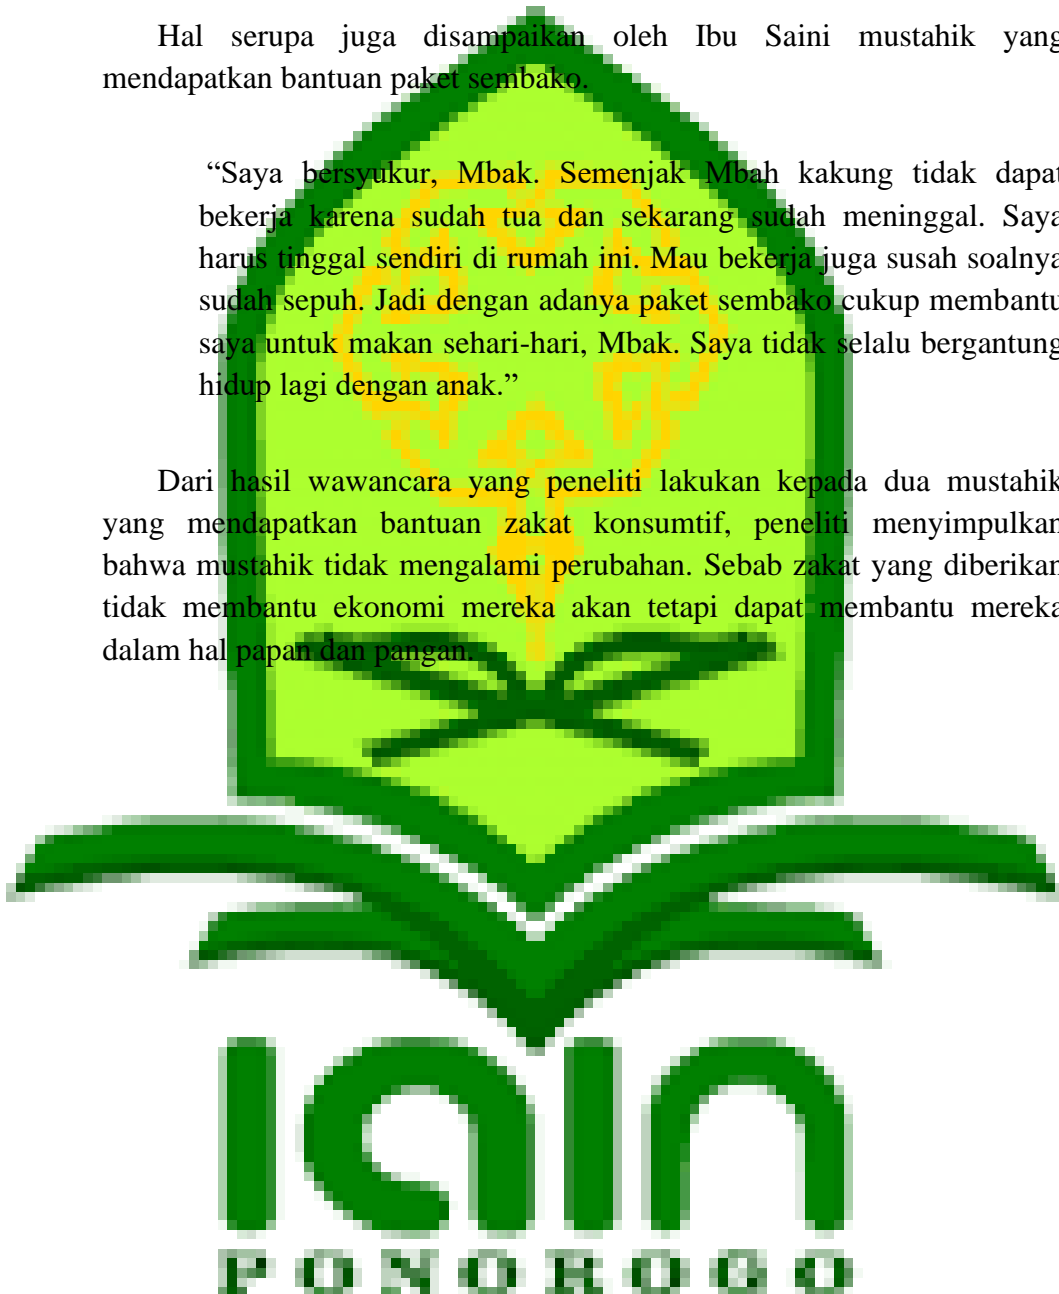 Hal serupa juga disampaikan oleh Ibu Saini mustahik yang
mendapatkan bantuan paket sembako.
“Saya bersyukur, Mbak. Semenjak Mbah kakung tidak dapat
bekerja karena sudah tua dan sekarang sudah meninggal. Saya
harus tinggal sendiri di rumah ini. Mau bekerja juga susah soalnya
sudah sepuh. Jadi dengan adanya paket sembako cukup membantu
saya untuk makan sehari-hari, Mbak. Saya tidak selalu bergantung
hidup lagi dengan anak.”
Dari hasil wawancara yang peneliti lakukan kepada dua mustahik
yang mendapatkan bantuan zakat konsumtif, peneliti menyimpulkan
bahwa mustahik tidak mengalami perubahan. Sebab zakat yang diberikan
tidak membantu ekonomi mereka akan tetapi dapat membantu mereka
dalam hal papan dan pangan.
IAIN
PONOROGO